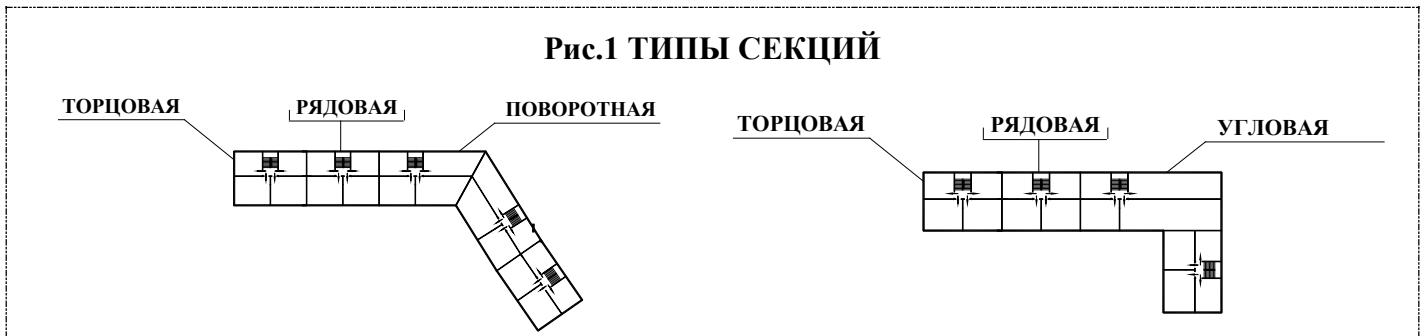 Рис.1 ТИПЫ СЕКЦИЙ
ТОРЦОВАЯ
РЯДОВАЯ
ПОВОРОТНАЯ
ТОРЦОВАЯ
РЯДОВАЯ
УГЛОВАЯ